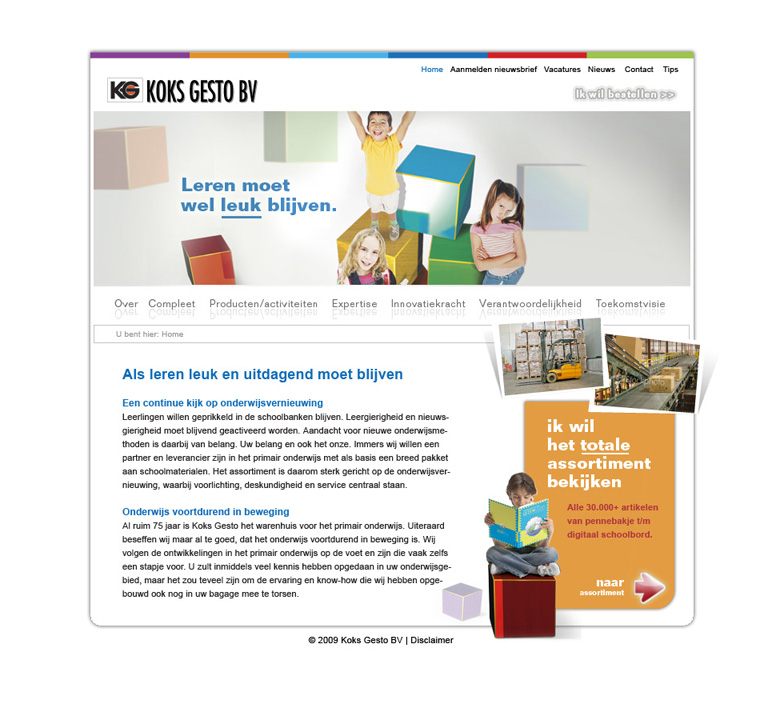 Home Aanmelden nieuwsbrief Vacatures Nieuws Contact Tips
KG KOKS GESTO BV
Ik wil bestellen >>
Leren moet
wel leuk blijven.
Over Compleet Producten/activiteiten Expertise Innovatiekracht Verantwoordelijkheid Toekomstvisie
U bent hier: Home
Als leren leuk en uitdagend moet blijven
Een continue kijk op onderwijsvernieuwing
Leerlingen willen geprikkeld in de schoolbanken blijven. Leergierigheid en nieuws-
gierigheid moet blijvend geactiveerd worden. Aandacht voor nieuwe onderwijsme-
thoden is daarbij van belang. Uw belang en ook het onze. Immers wij willen een
partner en leverancier zijn in het primair onderwijs met als basis een breed pakket
aan schoolmaterialen. Het assortiment is daarom sterk gericht op de onderwijsver-
nieuwing, waarbij voorlichting, deskundigheid en service centraal staan.
Onderwijs voortdurend in beweging
Al ruim 75 jaar is Koks Gesto het warenhuis voor het primair onderwijs. Uiteraard
beseffen wij maar al te goed, dat het onderwijs voortdurend in beweging is. Wij
volgen de ontwikkelingen in het primair onderwijs op de voet en zijn die vaak zelfs
een stapje voor. U zult inmiddels veel kennis hebben opgedaan in uw onderwijsge-
bied, maar het zou teveel zijn om de ervaring en know-how die wij hebben opge-
bouwd ook nog in uw bagage mee te torsen.
ik wil
het totale
assortiment
bekijken
Alle 30.000+ artikelen
van pennebakje t/m
digitaal schoolbord.
naar
assortiment
© 2009 Koks Gesto BV | Disclaimer